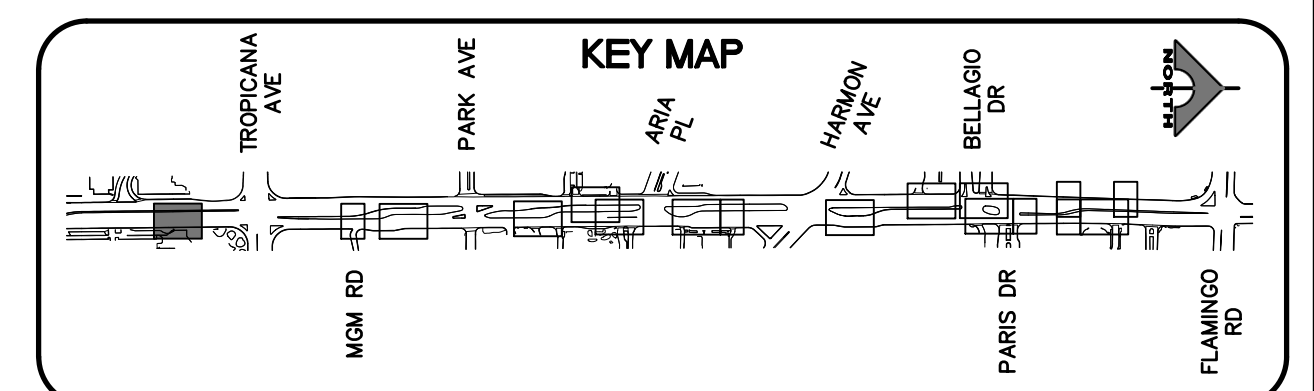 KEY MAP
TROPICANA
AVE
PARK AVE
ARIA
PL
HARMON
AVE
BELLAGIO
DR
NORTH
MGM RD
PARIS DR
FLAMINGO
RD